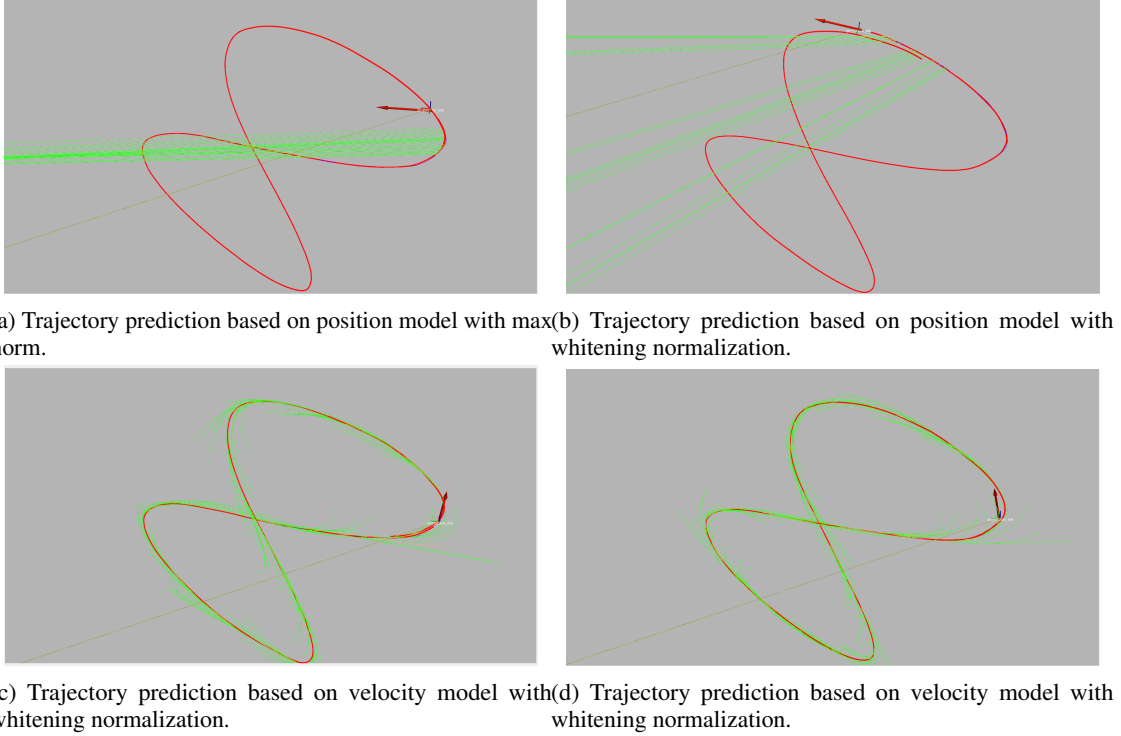 a) Trajectory prediction based on position model with max
norm.
(b) Trajectory prediction based on position model with
whitening normalization.
c) Trajectory prediction based on velocity model with
whitening normalization.
(d) Trajectory prediction based on velocity model with
whitening normalization.